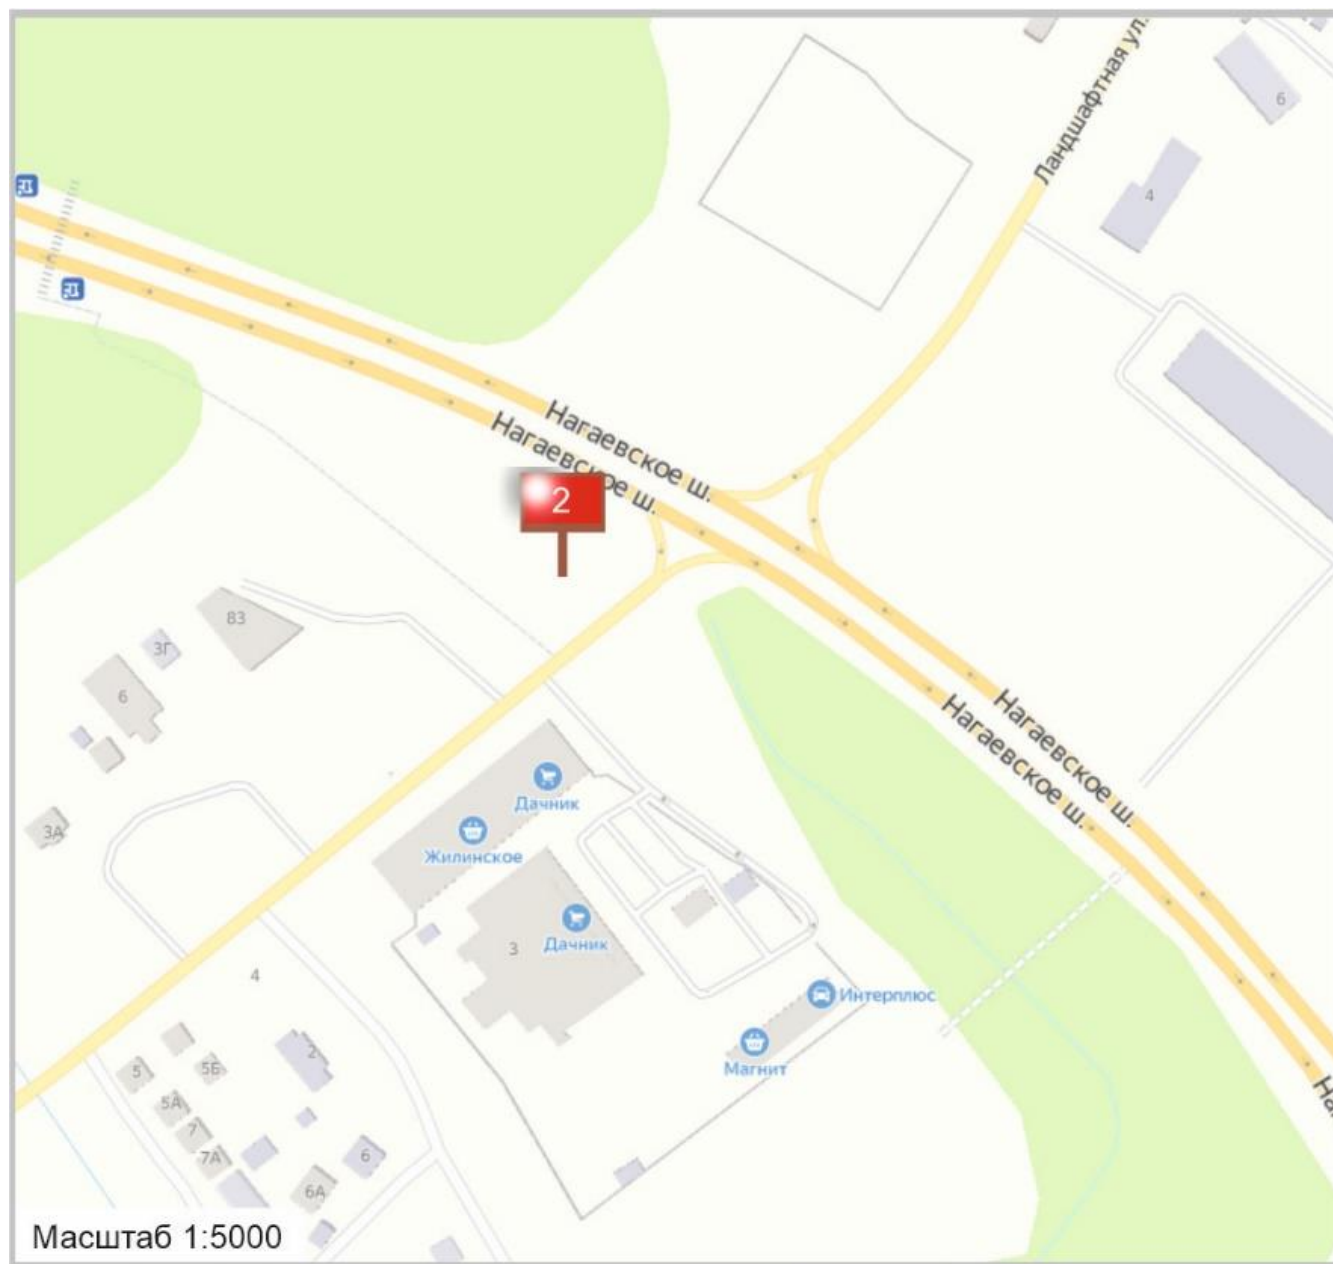 Ландшафтная ул.
6
4
Нагаевское ш.
Нагаевское ш.
2
83
3Г
6
3А
Дачник
Жилинское
Дачник
3
Нагаевское ш.
Нагаевское ш.
4
Интерплюс
Магнит
2
5
5Б
5А
7
7А
6
6А
На
Масштаб 1:5000